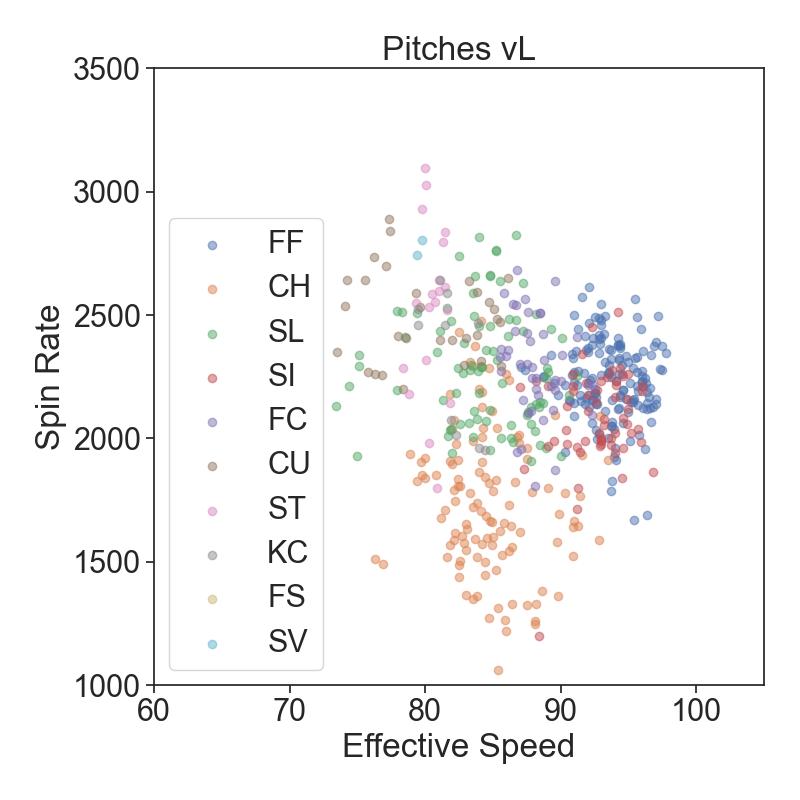 Pitches vL
3500
3000
2500
2000
1500
1000
Spin Rate
FF
CH
SL
SI
FC
CU
ST
KC
FS
SV
60 70 80 90 100
Effective Speed